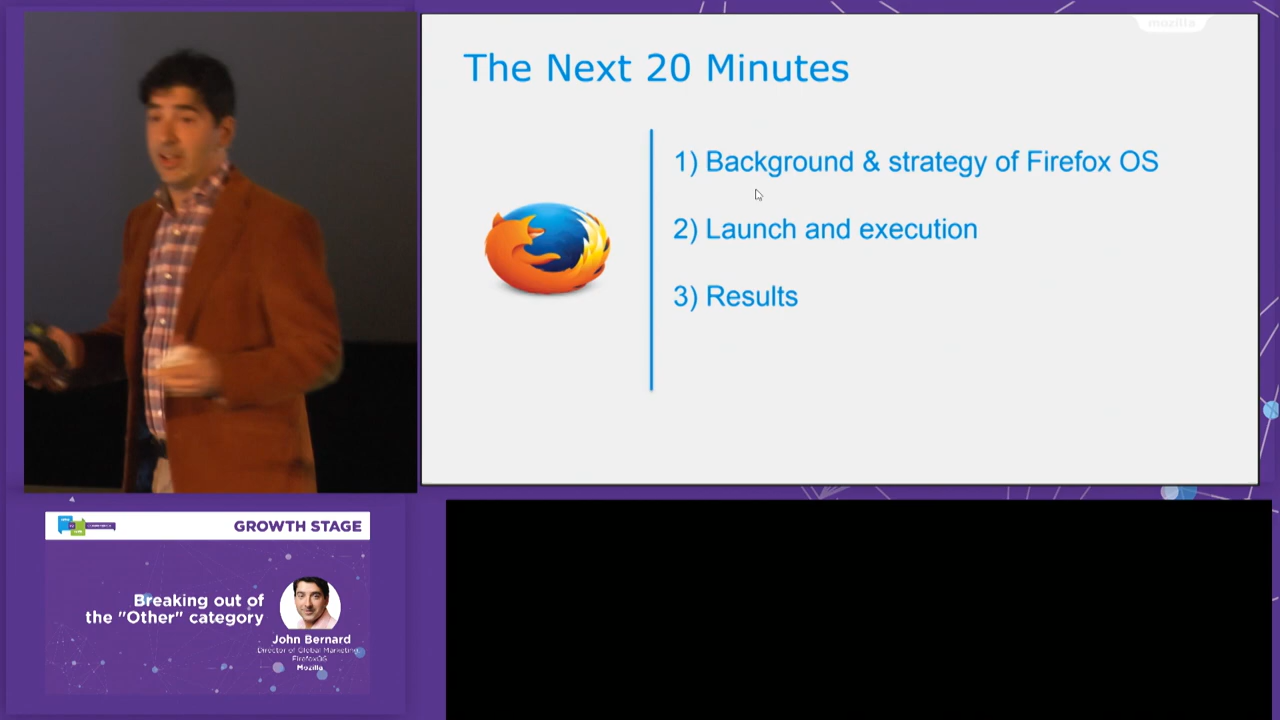 mozilla
The Next 20 Minutes
1) Background & strategy of Firefox OS
2) Launch and execution
3) Results
GROWTH STAGE
Breaking out of
the "Other" category
John Bernard
Director of Global Marketing,
FirefoxOS
Mozilla